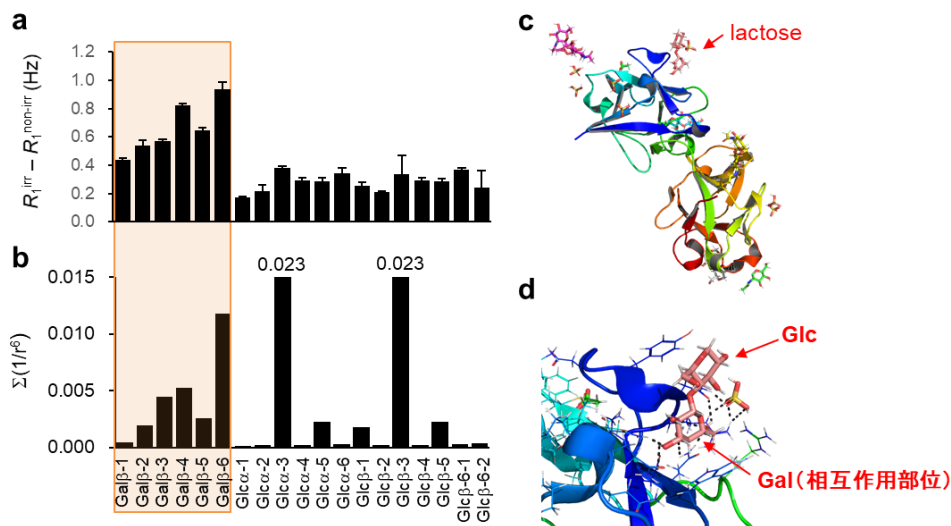 a
R₁ⁱʳʳ – R₁ⁿᵒⁿ⁻ⁱʳʳ (Hz)
1.2
1.0
0.8
0.6
0.4
0.2
0.0
b
0.023
0.023
Σ(1/r⁶)
0.015
0.010
0.005
0.000
Galβ-1
Galβ-2
Galβ-3
Galβ-4
Galβ-5
Galβ-6
Glcα-1
Glcα-2
Glcα-3
Glcα-4
Glcα-5
Glcα-6
Glcβ-1
Glcβ-2
Glcβ-3
Glcβ-4
Glcβ-5
Glcβ-6-1
Glcβ-6-2
c
lactose
d
Glc
Gal(相互作用部位)